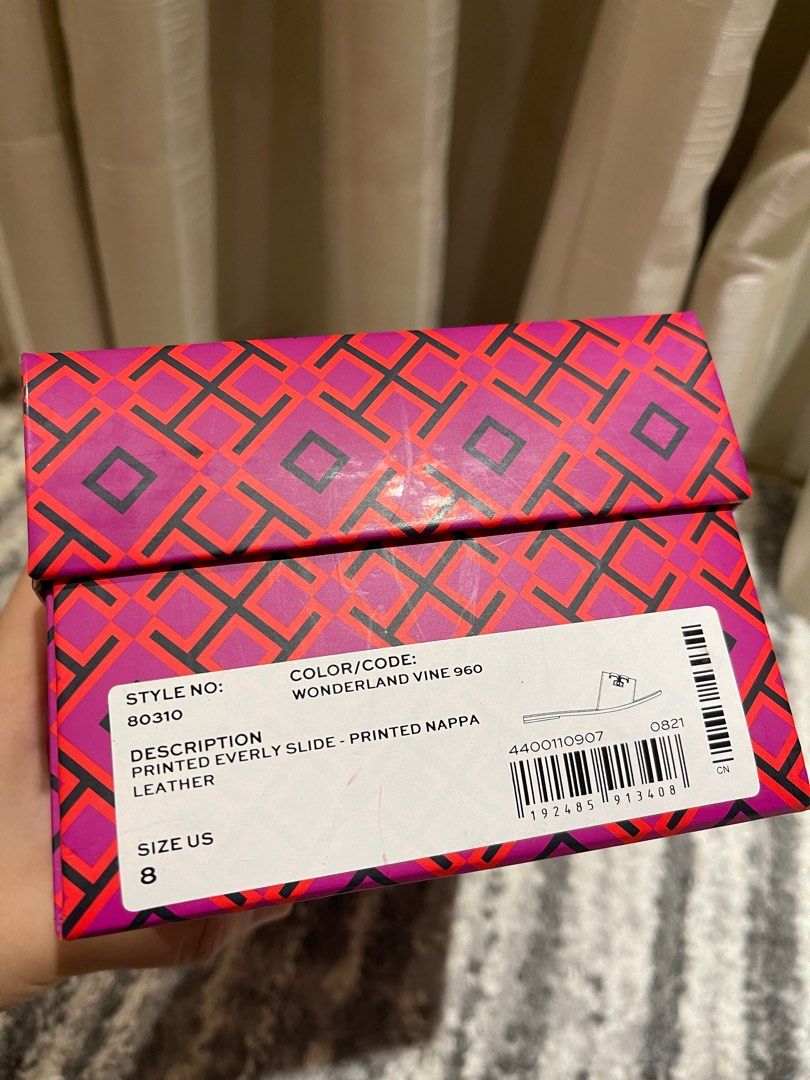 STYLE NO:
80310
COLOR/CODE:
WONDERLAND VINE 960
DESCRIPTION
PRINTED EVERLY SLIDE - PRINTED NAPPA
LEATHER
SIZE US
8
4400110907 0821
192485 913408
CN